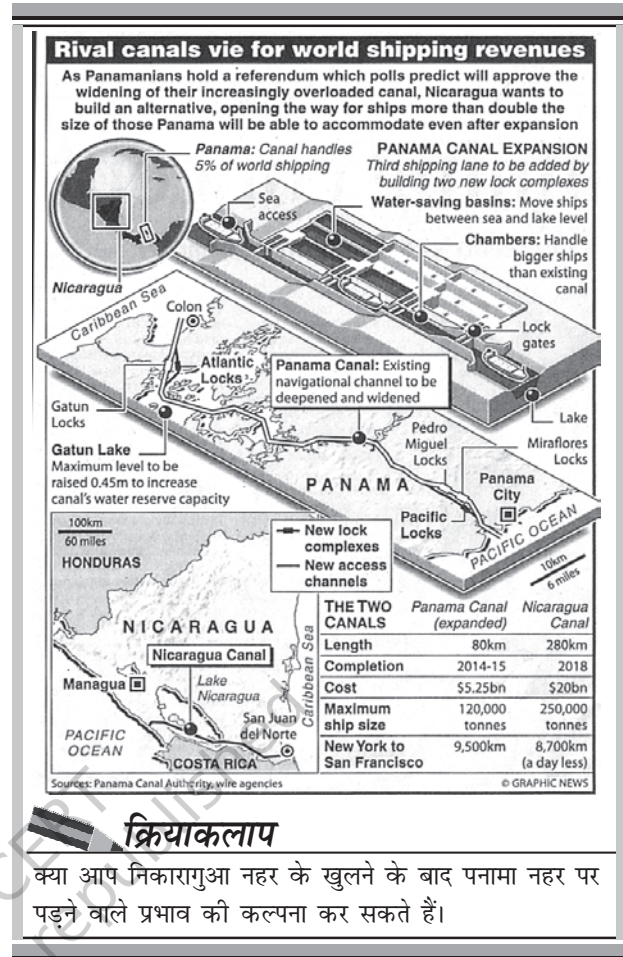 Rival canals vie for world shipping revenues
As Panamanians hold a referendum which polls predict will approve the
widening of their increasingly overloaded canal, Nicaragua wants to
build an alternative, opening the way for ships more than double the
size of those Panama will be able to accommodate even after expansion
Panama: Canal handles
5% of world shipping
Nicaragua
PANAMA CANAL EXPANSION
Third shipping lane to be added by
building two new lock complexes
Water-saving basins: Move ships
between sea and lake level
Sea
access
Chambers: Handle
bigger ships
than existing
canal
Lock
gates
Lake
Caribbean Sea
Colon
Atlantic
Locks
Panama Canal: Existing
navigational channel to be
deepened and widened
Gatun
Locks
Gatun Lake
Maximum level to be
raised 0.45m to increase
canal's water reserve capacity
Pedro
Miguel
Locks
Miraflores
Locks
PANAMA
Panama
City
Pacific
Locks
PACIFIC OCEAN
10km
6 miles
100km
60 miles
New lock
complexes
New access
channels
HONDURAS
NICARAGUA
Nicaragua Canal
Managua
Lake
Nicaragua
Caribbean Sea
San Juan
del Norte
PACIFIC
OCEAN
COSTA RICA
THE TWO CANALS Panama Canal (expanded) Nicaragua Canal
Length 80km 280km
Completion 2014-15 2018
Cost $5.25bn $20bn
Maximum ship size 120,000 tonnes 250,000 tonnes
New York to San Francisco 9,500km 8,700km (a day less)
Sources: Panama Canal Authority, wire agencies
© GRAPHIC NEWS
क्रियाकलाप
क्या आप निकारागुआ नहर के खुलने के बाद पनामा नहर पर
पड़ने वाले प्रभाव की कल्पना कर सकते हैं।